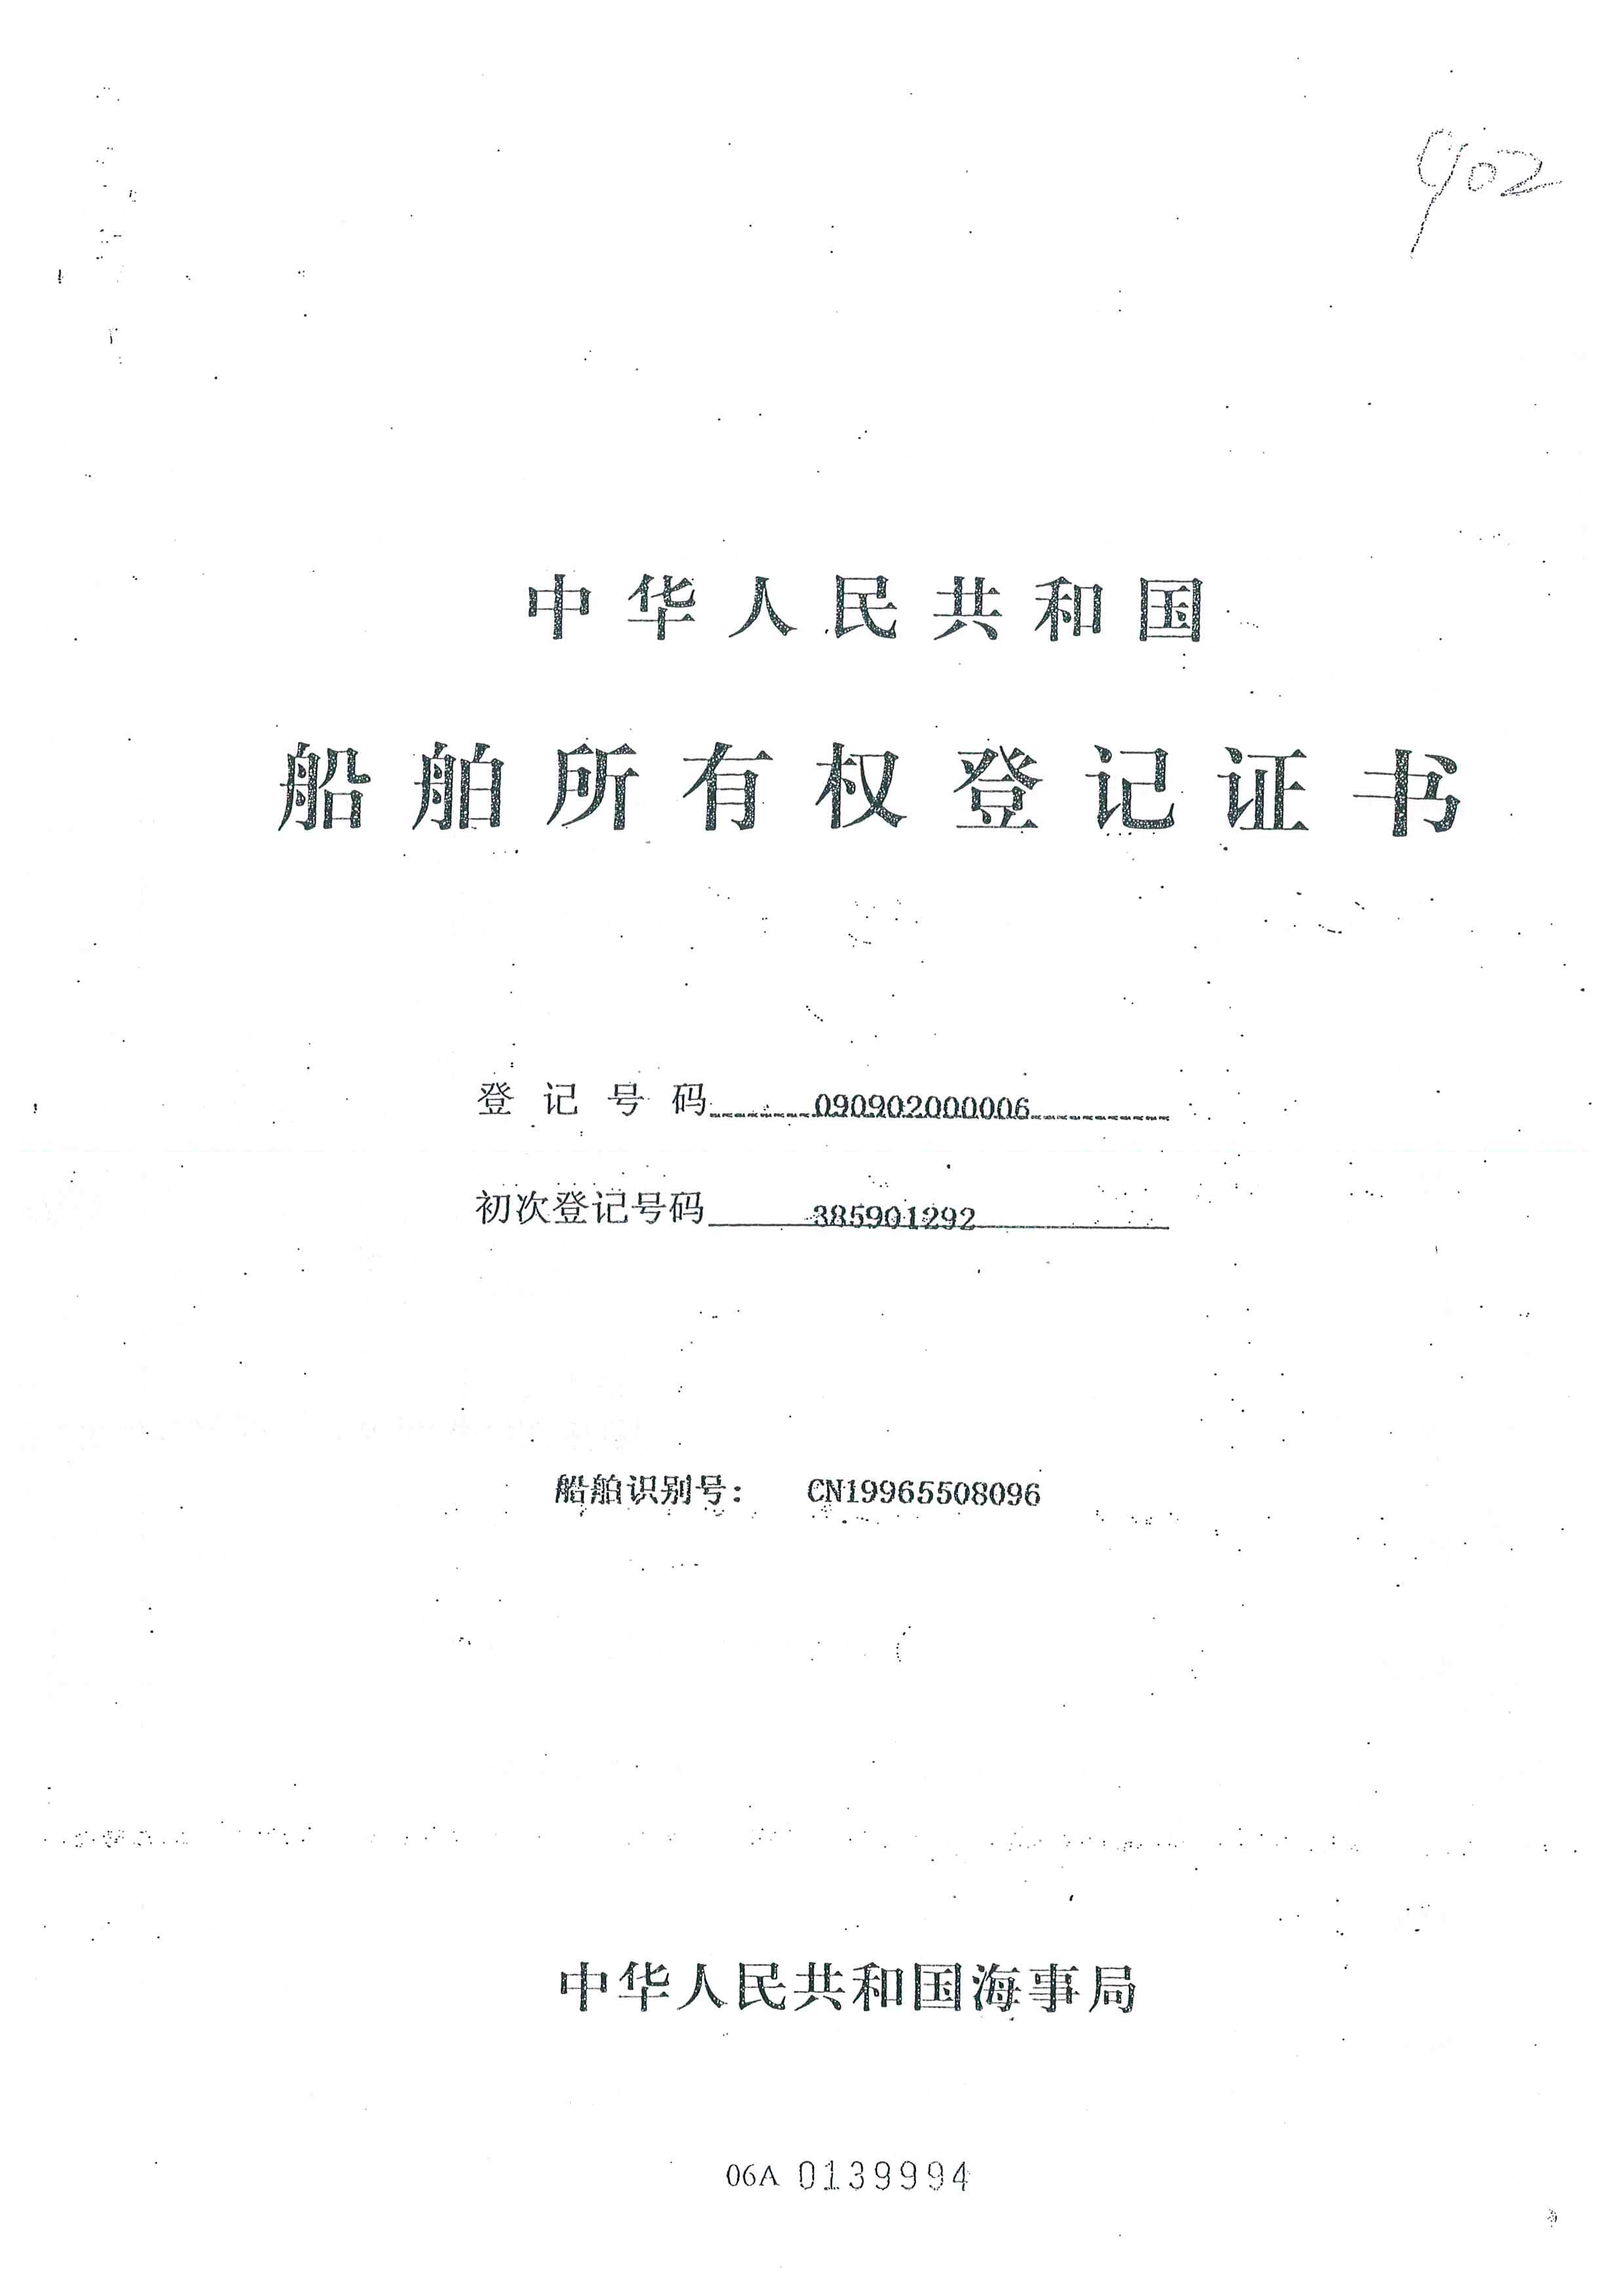 902
中华人民共和国
船舶所有权登记证书
登记号码 090902000006
初次登记号码 385901292
船舶识别号： CN19965508096
中华人民共和国海事局
06A 0139994